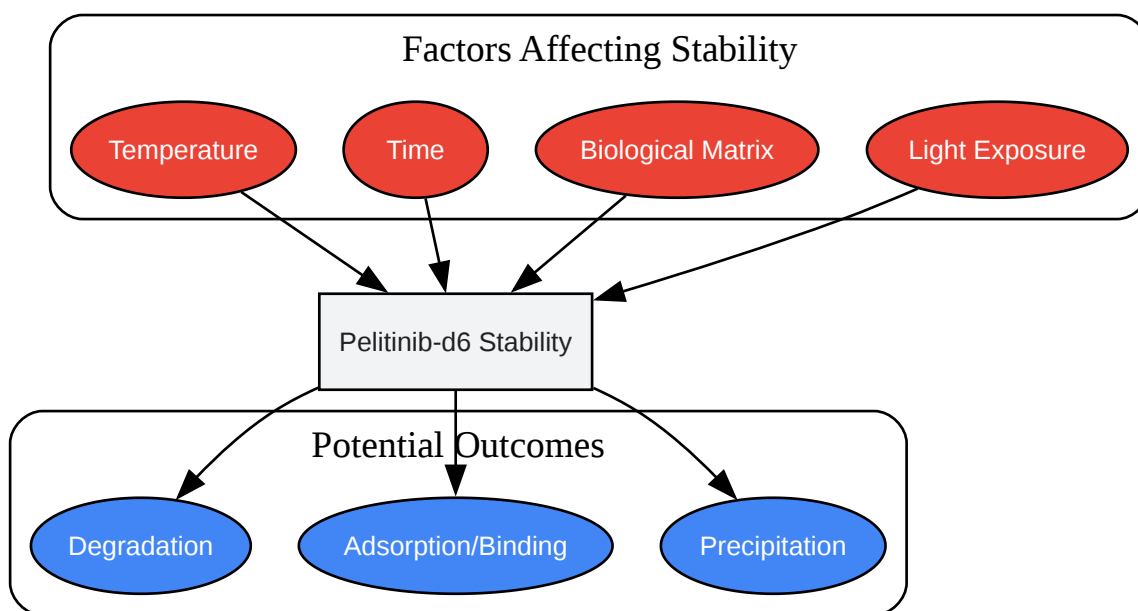 Factors Affecting Stability
Temperature
Time
Biological Matrix
Light Exposure
Pelitinib-d6 Stability
Potential Outcomes
Degradation
Adsorption/Binding
Precipitation